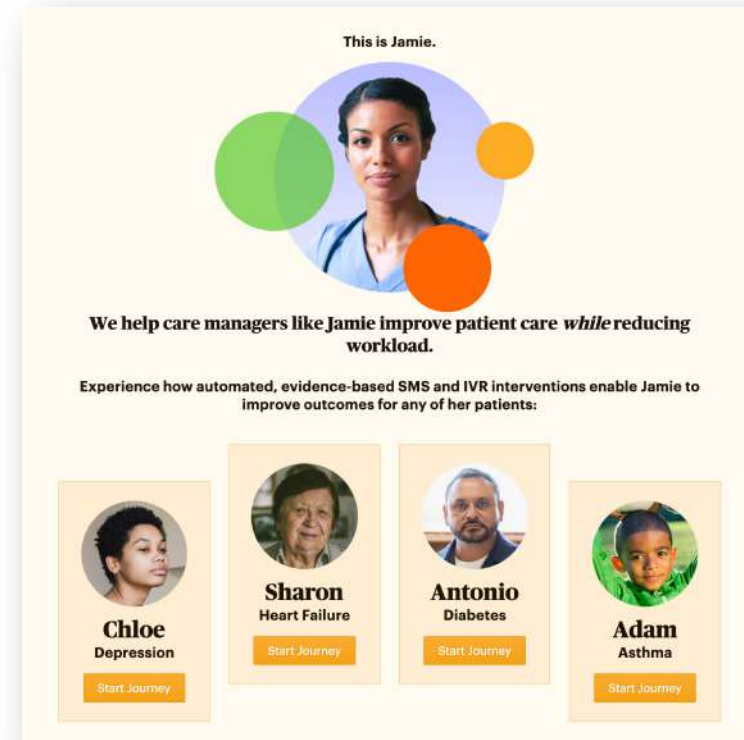 This is Jamie.
We help care managers like Jamie improve patient care while reducing
workload.
Experience how automated, evidence-based SMS and IVR interventions enable Jamie to
improve outcomes for any of her patients:
Chloe
Depression
Start Journey
Sharon
Heart Failure
Start Journey
Antonio
Diabetes
Start Journey
Adam
Asthma
Start Journey